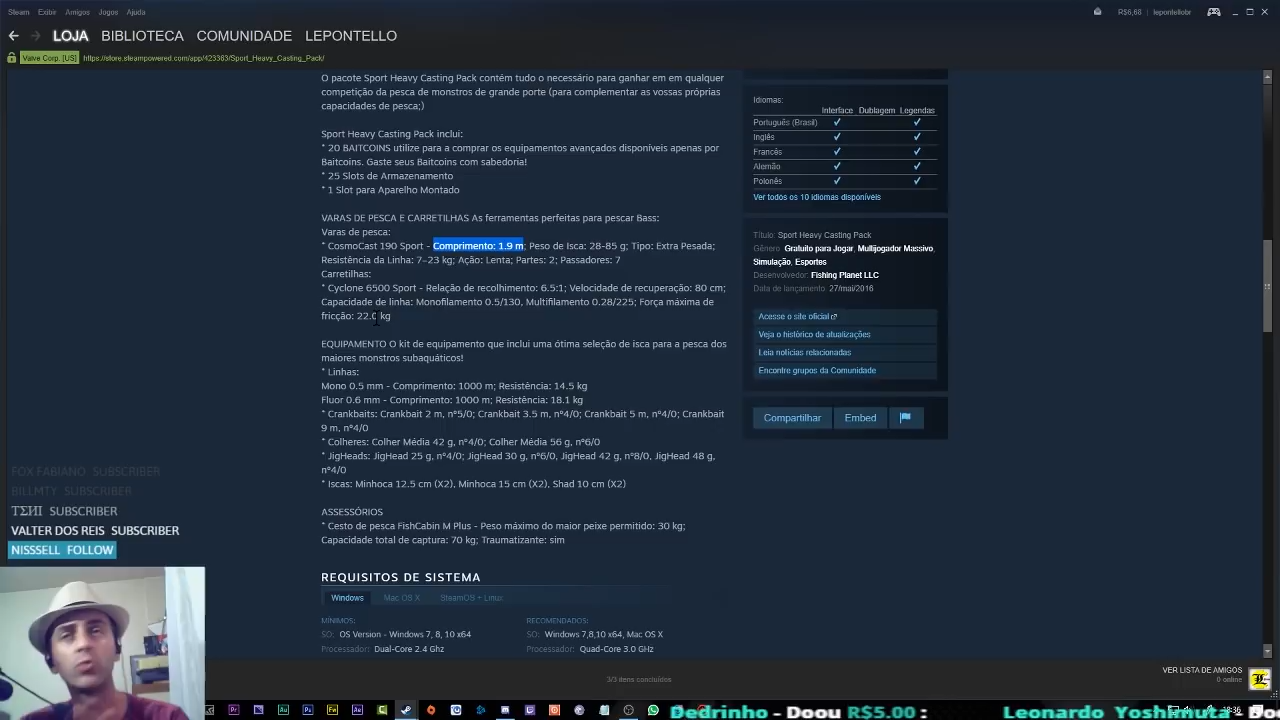 Steam Exibir Amigos Jogos Ajuda
R$6,68 lepontellobr
LOJA BIBLIOTECA COMUNIDADE LEPONTELLO
Valve Corp. [US] https://store.steampowered.com/app/423363/Sport_Heavy_Casting_Pack/
O pacote Sport Heavy Casting Pack contém tudo o necessário para ganhar em em qualquer
competição da pesca de monstros de grande porte (para complementar as vossas próprias
capacidades de pesca;)
Sport Heavy Casting Pack inclui:
* 20 BAITCOINS utilize para a comprar os equipamentos avançados disponíveis apenas por
Baitcoins. Gaste seus Baitcoins com sabedoria!
* 25 Slots de Armazenamento
* 1 Slot para Aparelho Montado
VARAS DE PESCA E CARRETILHAS As ferramentas perfeitas para pescar Bass:
Varas de pesca:
* CosmoCast 190 Sport - Comprimento: 1.9 m; Peso de Isca: 28-85 g; Tipo: Extra Pesada;
Resistência da Linha: 7–23 kg; Ação: Lenta; Partes: 2; Passadores: 7
Carretilhas:
* Cyclone 6500 Sport - Relação de recolhimento: 6.5:1; Velocidade de recuperação: 80 cm;
Capacidade de linha: Monofilamento 0.5/130, Multifilamento 0.28/225; Força máxima de
fricção: 22.0 kg
EQUIPAMENTO O kit de equipamento que inclui uma ótima seleção de isca para a pesca dos
maiores monstros subaquáticos!
* Linhas:
Mono 0.5 mm - Comprimento: 1000 m; Resistência: 14.5 kg
Fluor 0.6 mm - Comprimento: 1000 m; Resistência: 18.1 kg
* Crankbaits: Crankbait 2 m, nº5/0; Crankbait 3.5 m, nº4/0; Crankbait 5 m, nº4/0; Crankbait
9 m, nº4/0
* Colheres: Colher Média 42 g, nº4/0; Colher Média 56 g, nº6/0
* JigHeads: JigHead 25 g, nº4/0; JigHead 30 g, nº6/0, JigHead 42 g, nº8/0, JigHead 48 g,
nº4/0
* Iscas: Minhoca 12.5 cm (X2), Minhoca 15 cm (X2), Shad 10 cm (X2)
ASSESSÓRIOS
* Cesto de pesca FishCabin M Plus - Peso máximo do maior peixe permitido: 30 kg;
Capacidade total de captura: 70 kg; Traumatizante: sim
REQUISITOS DE SISTEMA
Windows Mac OS X SteamOS + Linux
MÍNIMOS:
SO: OS Version - Windows 7, 8, 10 x64
Processador: Dual-Core 2.4 Ghz
RECOMENDADOS:
SO: Windows 7,8,10 x64, Mac OS X
Processador: Quad-Core 3.0 GHz
Idiomas:
Interface Dublagem Legendas
Português (Brasil) ✓ ✓
Inglês ✓ ✓
Francês ✓ ✓
Alemão ✓ ✓
Polonês ✓ ✓
Ver todos os 10 idiomas disponíveis
Título: Sport Heavy Casting Pack
Gênero: Gratuito para Jogar, Multijogador Massivo,
Simulação, Esportes
Desenvolvedor: Fishing Planet LLC
Data de lançamento: 27/mai/2016
Acesse o site oficial
Veja o histórico de atualizações
Leia notícias relacionadas
Encontre grupos da Comunidade
Compartilhar Embed
FOX FABIANO SUBSCRIBER
BILLMTY SUBSCRIBER
ΤΣΗΙ SUBSCRIBER
VALTER DOS REIS SUBSCRIBER
NISSSELL FOLLOW
3/3 itens concluídos
VER LISTA DE AMIGOS
0 online
Dedrinho - Doou R$5.00 : Leonardo Yoshimute - Do
18:36